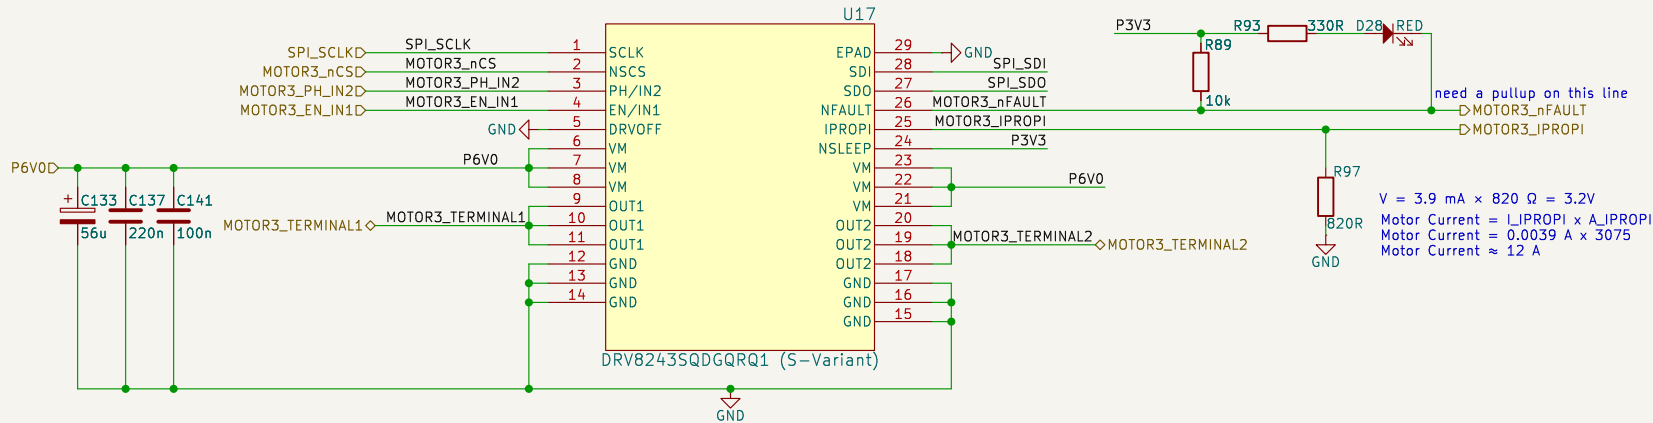 U17
P3V3
R93
330R
D28
RED
SPI_SCLK
SPI_SCLK
1
SCLK
EPAD
29
GND
R89
MOTOR3_nCS
MOTOR3_nCS
2
NSCS
SDI
28
SPI_SDI
MOTOR3_PH_IN2
MOTOR3_PH_IN2
3
PH/IN2
SDO
27
SPI_SDO
need a pullup on this line
MOTOR3_EN_IN1
MOTOR3_EN_IN1
4
EN/IN1
NFAULT
26
MOTOR3_nFAULT
10k
MOTOR3_nFAULT
GND
5
DRVOFF
IPROPI
25
MOTOR3_IPROPI
MOTOR3_IPROPI
6
VM
NSLEEP
24
P3V3
P6V0
P6V0
7
VM
VM
23
R97
8
VM
VM
22
P6V0
+
C133
C137
C141
9
OUT1
VM
21
V = 3.9 mA × 820 Ω = 3.2V
MOTOR3_TERMINAL1
MOTOR3_TERMINAL1
10
OUT1
OUT2
20
820R
Motor Current = I_IPROPI x A_IPROPI
56u
220n
100n
11
OUT1
OUT2
19
MOTOR3_TERMINAL2
MOTOR3_TERMINAL2
Motor Current = 0.0039 A x 3075
Motor Current ≈ 12 A
12
GND
OUT2
18
GND
13
GND
GND
17
14
GND
GND
16
GND
15
DRV8243SQDGQRQ1 (S-Variant)
GND